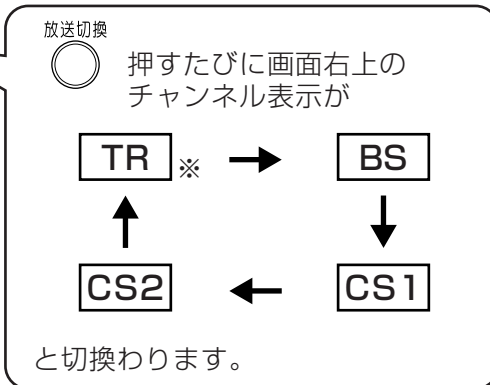 放送切換
押すたびに画面右上の
チャンネル表示が
TR※ → BS
↑ ↓
CS2 ← CS1
と切換わります。